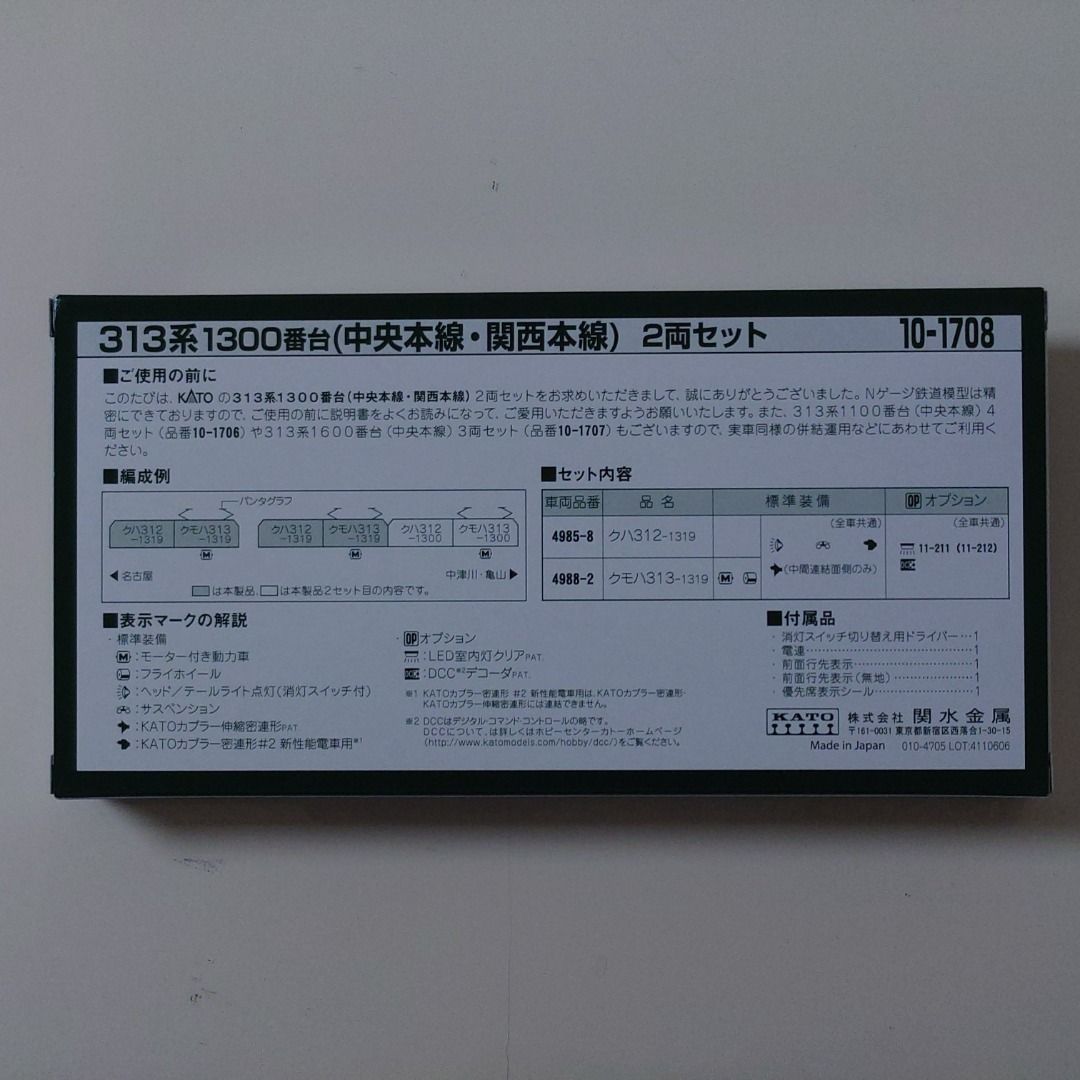 313系1300番台(中央本線・関西本線) 2両セット 10-1708
■ご使用の前に
このたびは、KATOの313系1300番台(中央本線・関西本線)2両セットをお求めいただきまして、誠にありがとうございました。Nゲージ鉄道模型は精
密にできておりますので、ご使用の前に説明書をよくお読みになって、ご愛用いただきますようお願いいたします。また、313系1100番台(中央本線)4
両セット(品番10-1706)や313系1600番台(中央本線)3両セット(品番10-1707)もございますので、実車同様の併結運用などにあわせてご利用く
ださい。
■編成例
パンタグラフ
クハ312-1319 クモハ313-1319 クハ312-1319 クモハ313-1319 クハ312-1300 クモハ313-1300
M M M
◀名古屋 中津川・亀山▶
は本製品、は本製品2セット目の内容です。
■セット内容
車両品番 品名 標準装備 OPオプション
4985-8 クハ312-1319
4988-2 クモハ313-1319 M
(全車共通)
(中間連結面側のみ)
(全車共通)
11-211 (11-212)
DCC
■表示マークの解説
・標準装備
M:モーター付き動力車
:フライホイール
:ヘッド/テールライト点灯(消灯スイッチ付)
:サスペンション
:KATOカプラー伸縮密連形PAT.
:KATOカプラー密連形#2 新性能電車用※1
・OPオプション
:LED室内灯クリアPAT.
DCC:DCC※2デコーダPAT.
※1 KATOカプラー密連形 #2 新性能電車用は、KATOカプラー密連形・
KATOカプラー伸縮密連形には連結できません。
※2 DCCはデジタル・コマンド・コントロールの略です。
DCCについて、は詳しくはホビーセンターカトーホームページ
(http://www.katomodels.com/hobby/dcc/)をご覧ください。
■付属品
・消灯スイッチ切り替え用ドライバー…1
・電連…1
・前面行先表示…1
・前面行先表示(無地)…1
・優先席表示シール…1
KATO 株式会社 関水金属
〒161-0031 東京都新宿区西落合1-30-15
Made in Japan 010-4705 LOT:4110606